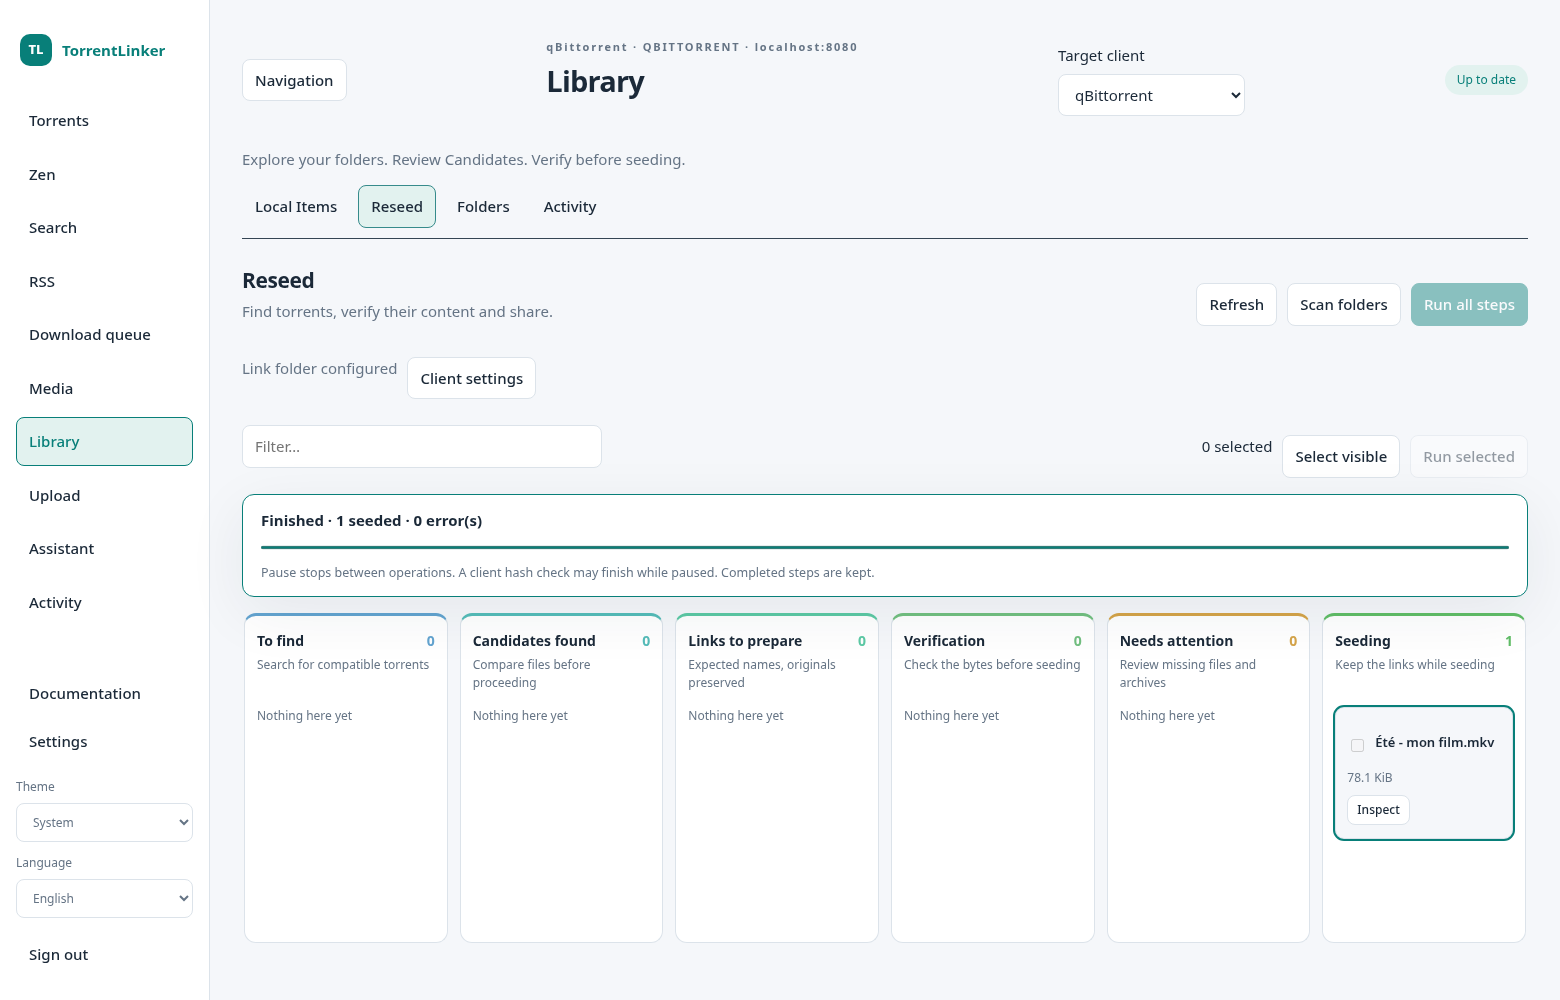 TL TorrentLinker
Torrents
Zen
Search
RSS
Download queue
Media
Library
Upload
Assistant
Activity
Documentation
Settings
Theme
System
Language
English
Sign out
Navigation
qBittorrent · QBITTORRENT · localhost:8080
Library
Target client
qBittorrent
Up to date
Explore your folders. Review Candidates. Verify before seeding.
Local Items Reseed Folders Activity
Reseed
Find torrents, verify their content and share.
Refresh Scan folders Run all steps
Link folder configured Client settings
Filter...
0 selected Select visible Run selected
Finished · 1 seeded · 0 error(s)
Pause stops between operations. A client hash check may finish while paused. Completed steps are kept.
To find 0
Search for compatible torrents
Nothing here yet
Candidates found 0
Compare files before
proceeding
Nothing here yet
Links to prepare 0
Expected names, originals
preserved
Nothing here yet
Verification 0
Check the bytes before seeding
Nothing here yet
Needs attention 0
Review missing files and
archives
Nothing here yet
Seeding 1
Keep the links while seeding
Été - mon film.mkv
78.1 KiB
Inspect